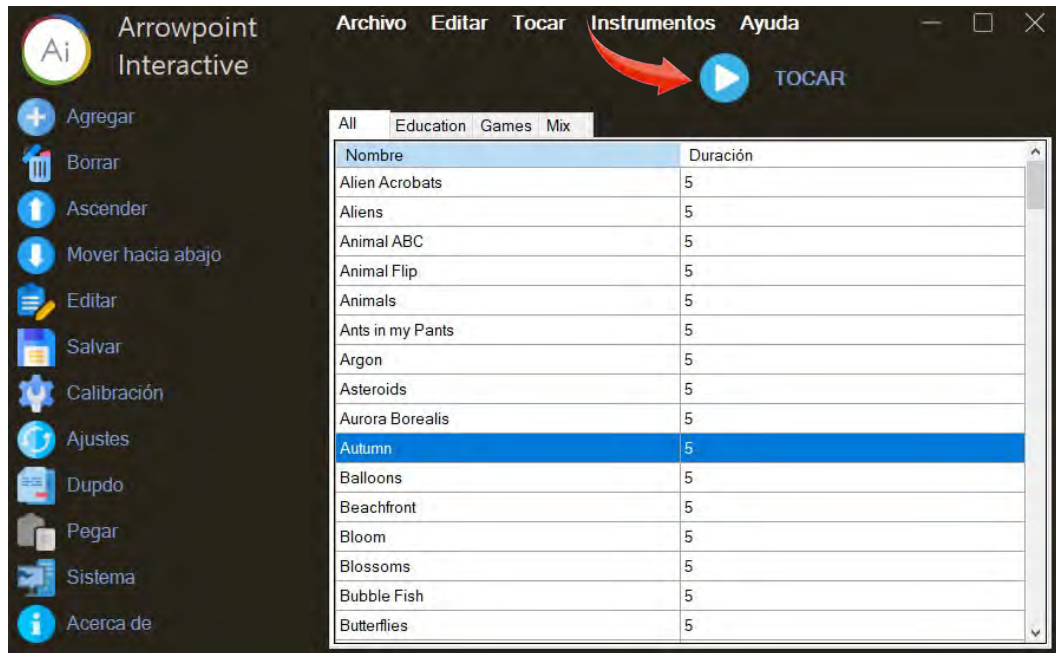 Ai
Arrowpoint
Interactive
Archivo Editar Tocar Instrumentos Ayuda
TOCAR
Agregar
Borrar
Ascender
Mover hacia abajo
Editar
Salvar
Calibración
Ajustes
Dupdo
Pegar
Sistema
Acerca de
All Education Games Mix
Nombre Duración
Alien Acrobats 5
Aliens 5
Animal ABC 5
Animal Flip 5
Animals 5
Ants in my Pants 5
Argon 5
Asteroids 5
Aurora Borealis 5
Autumn 5
Balloons 5
Beachfront 5
Bloom 5
Blossoms 5
Bubble Fish 5
Butterflies 5